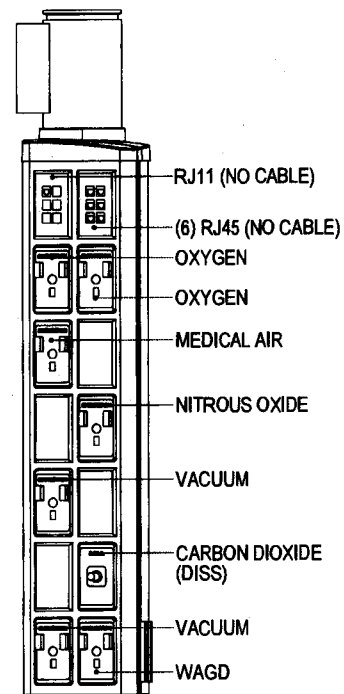 RJ11 (NO CABLE)
(6) RJ45 (NO CABLE)
OXYGEN
OXYGEN
MEDICAL AIR
NITROUS OXIDE
VACUUM
CARBON DIOXIDE
(DISS)
VACUUM
WAGD